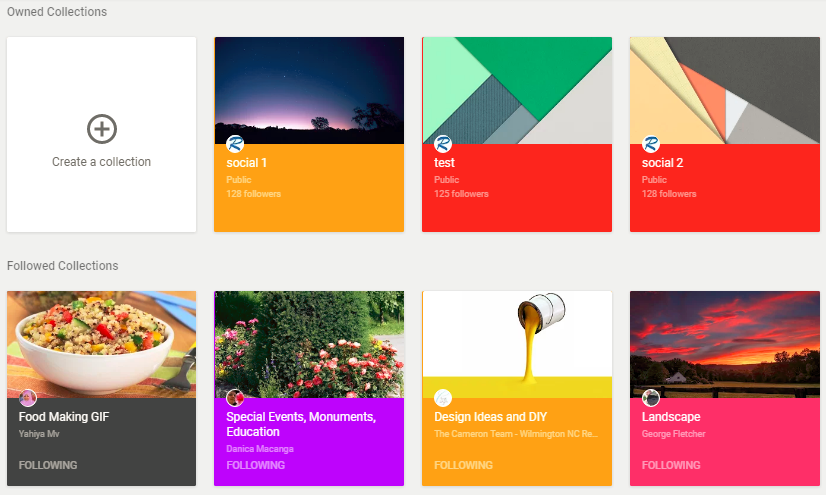 Owned Collections
Create a collection
social 1
Public
128 followers
test
Public
125 followers
social 2
Public
128 followers
Followed Collections
Food Making GIF
Yahiya Mv
FOLLOWING
Special Events, Monuments,
Education
Danica Macanga
FOLLOWING
Design Ideas and DIY
The Cameron Team - Wilmington NC Re...
FOLLOWING
Landscape
George Fletcher
FOLLOWING